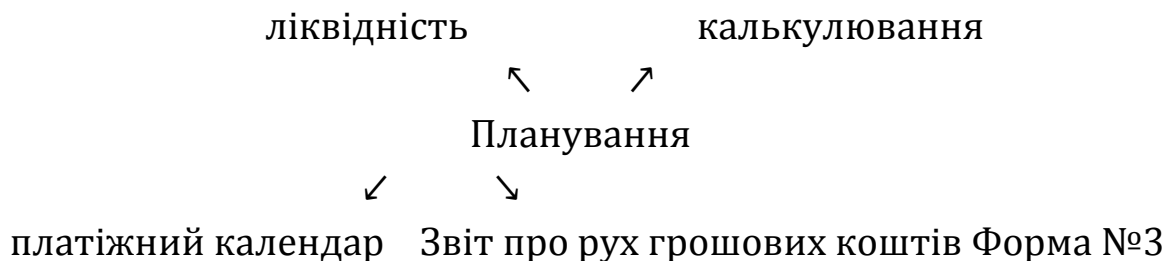 ліквідність калькулювання
↖ ↗
Планування
↙ ↘
платіжний календар Звіт про рух грошових коштів Форма №3